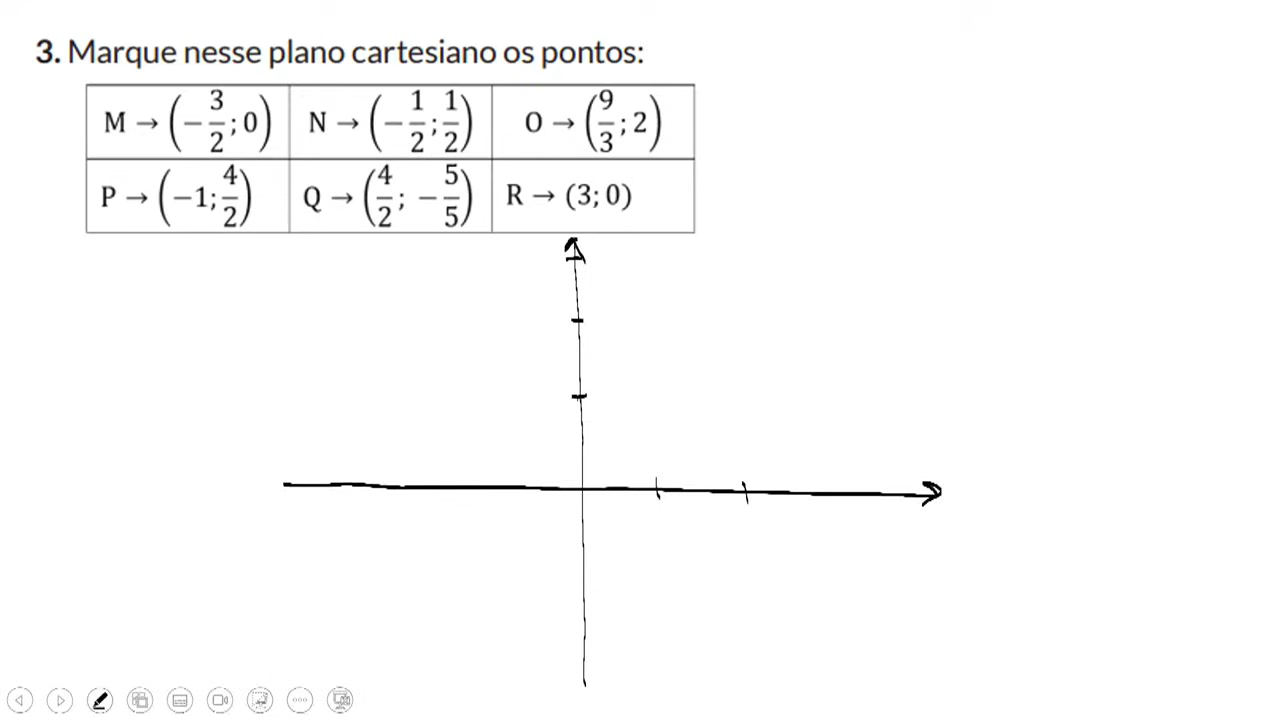 3. Marque nesse plano cartesiano os pontos:
M → (−3/2; 0) N → (−1/2; 1/2) O → (9/3; 2)
P → (−1; 4/2) Q → (4/2; −5/5) R → (3; 0)